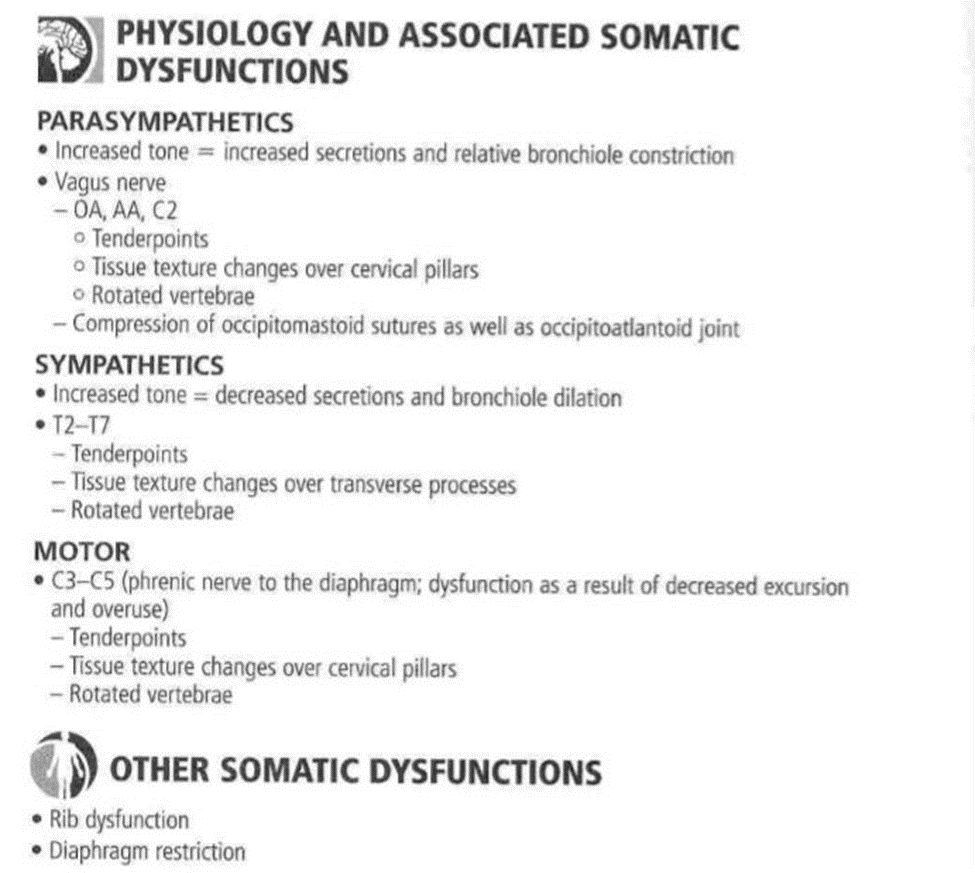 PHYSIOLOGY AND ASSOCIATED SOMATIC
DYSFUNCTIONS
PARASYMPATHETICS
• Increased tone = increased secretions and relative bronchiole constriction
• Vagus nerve
– OA, AA, C2
○ Tenderpoints
○ Tissue texture changes over cervical pillars
○ Rotated vertebrae
– Compression of occipitomastoid sutures as well as occipitoatlantoid joint
SYMPATHETICS
• Increased tone = decreased secretions and bronchiole dilation
• T2–T7
– Tenderpoints
– Tissue texture changes over transverse processes
– Rotated vertebrae
MOTOR
• C3–C5 (phrenic nerve to the diaphragm; dysfunction as a result of decreased excursion
and overuse)
– Tenderpoints
– Tissue texture changes over cervical pillars
– Rotated vertebrae
OTHER SOMATIC DYSFUNCTIONS
• Rib dysfunction
• Diaphragm restriction